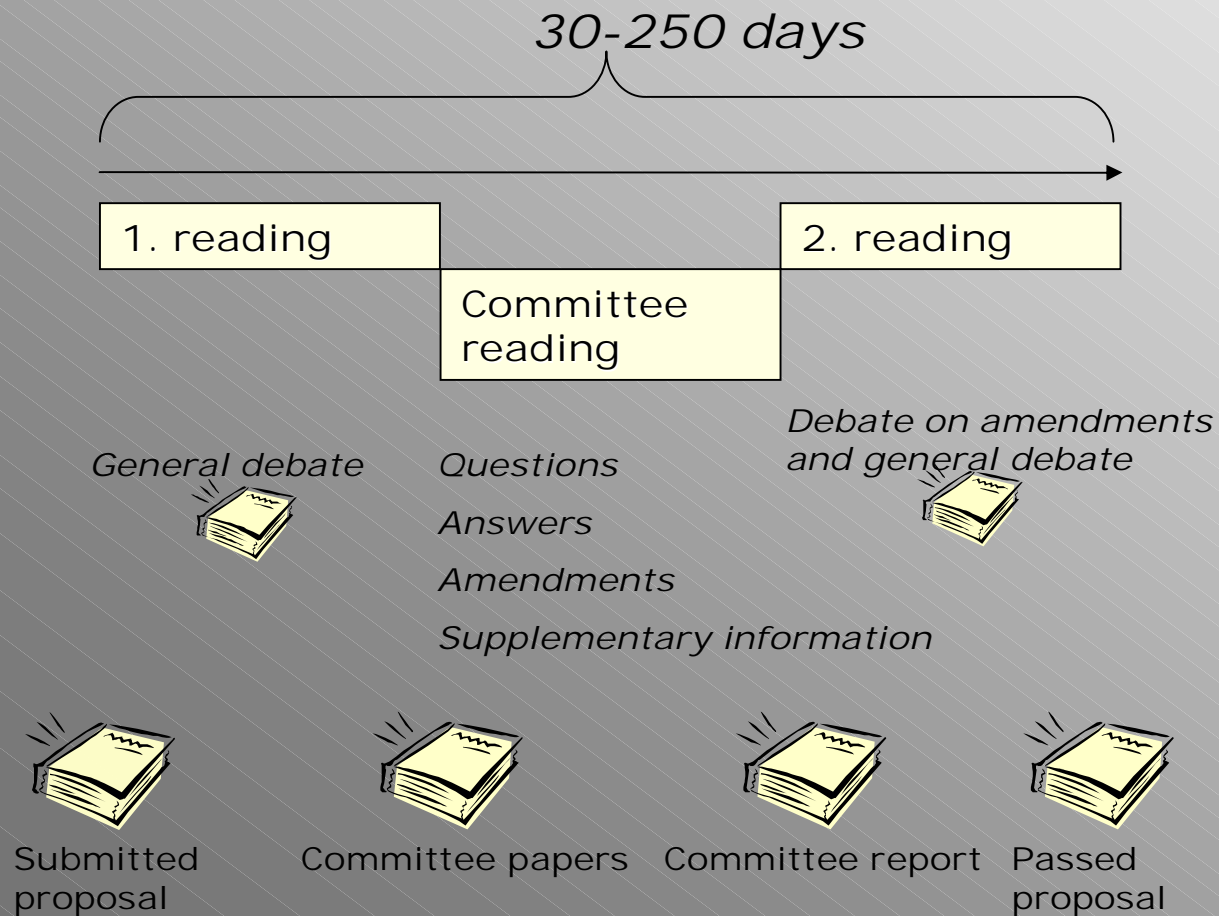 30-250 days
1. reading
2. reading
Committee
reading
General debate
Questions
Answers
Amendments
Supplementary information
Debate on amendments
and general debate
Submitted
proposal
Committee papers
Committee report
Passed
proposal